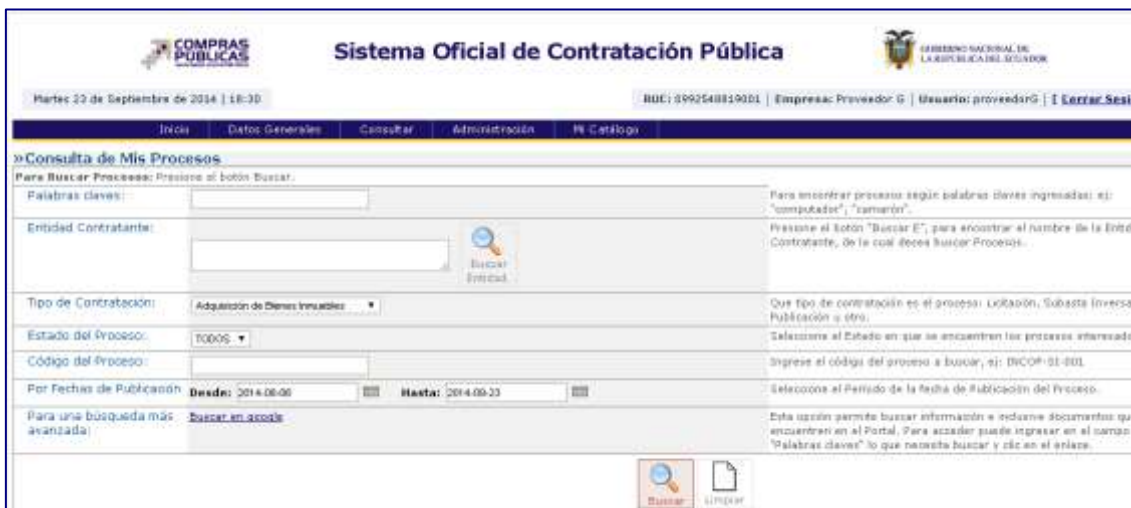 COMPRAS PÚBLICAS
Sistema Oficial de Contratación Pública
GOBIERNO NACIONAL DE
LA REPÚBLICA DEL ECUADOR
Martes 23 de Septiembre de 2014 | 18:30
RUC: 0992548819001 | Empresa: Proveedor G | Usuario: proveedorG | [ Cerrar Sesi
Inicio Datos Generales Consultar Administración Mi Catálogo
»Consulta de Mis Procesos
Para Buscar Procesos: Presione el botón Buscar.
Palabras claves:
Para encontrar procesos según palabras claves ingresadas: ej:
"computador", "camarón".
Entidad Contratante:
Buscar
Entidad
Presione el botón "Buscar E", para encontrar el nombre de la Entid
Contratante, de la cual desea buscar Procesos.
Tipo de Contratación:
Adquisición de Bienes Inmuebles
Que tipo de contratación es el proceso: Licitación, Subasta Inversa
Publicación u otro.
Estado del Proceso:
TODOS
Seleccione el Estado en que se encuentren los procesos interesado
Código del Proceso:
Ingrese el código del proceso a buscar, ej: INCOP-01-001
Por Fechas de Publicación
Desde: Hasta: 2014-09-23
Seleccione el Periodo de la fecha de Publicación del Proceso.
Para una búsqueda más
avanzada:
Buscar en google
Esta opción permite buscar información e inclusive documentos qu
encuentren en el Portal. Para acceder puede ingresar en el campo
"Palabras claves" lo que necesita buscar y clic en el enlace.
Buscar Limpiar